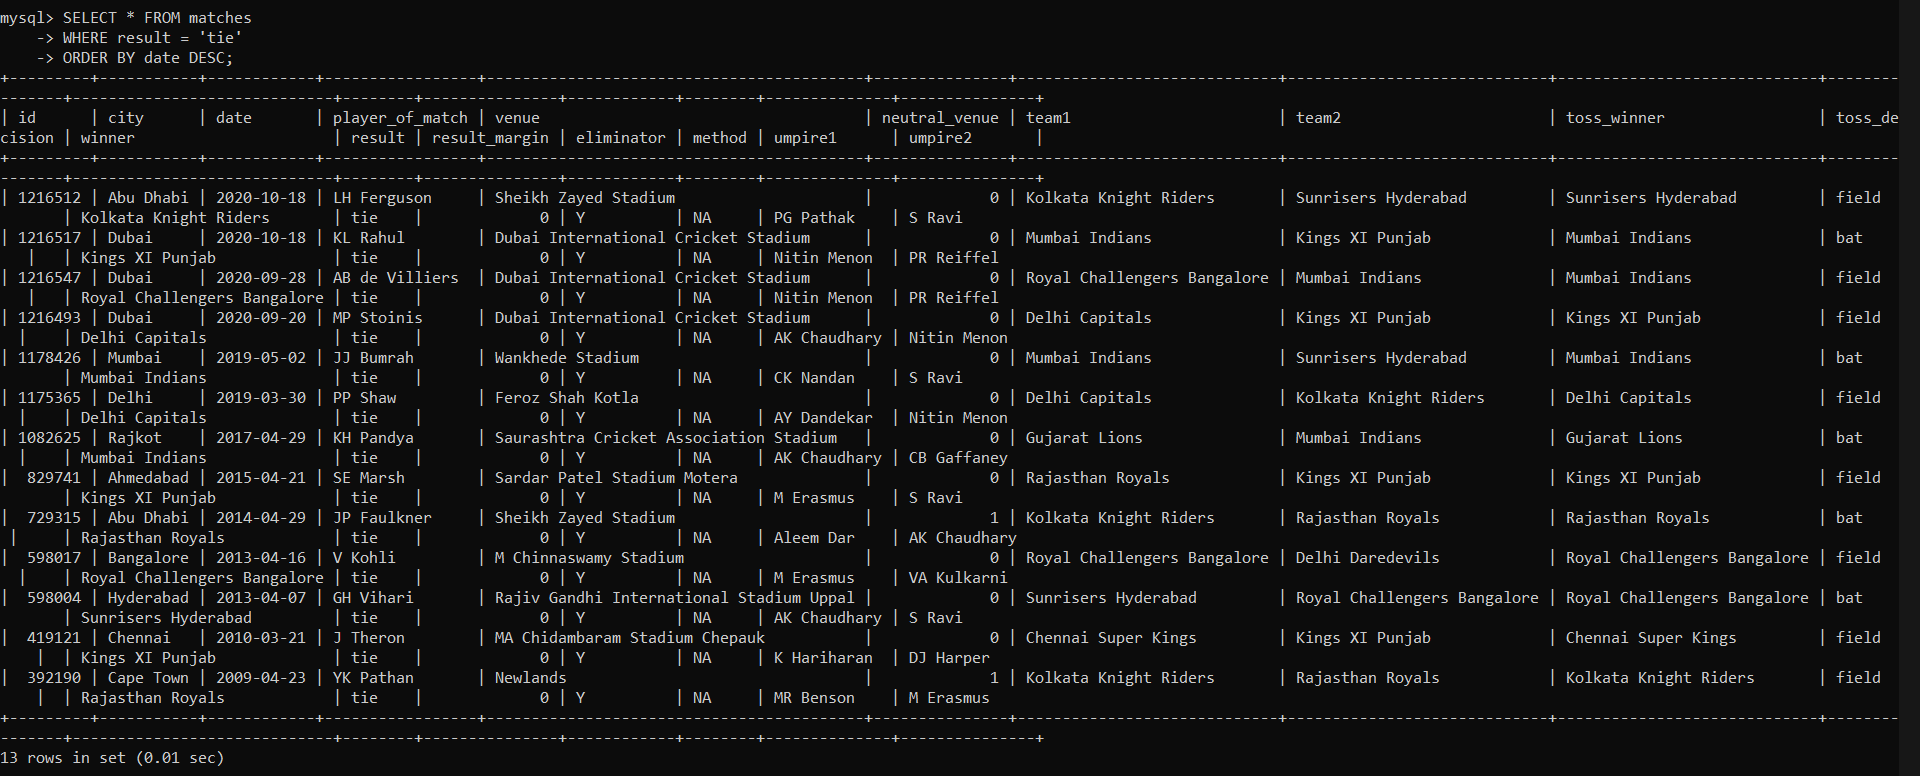 mysql> SELECT * FROM matches
    -> WHERE result = 'tie'
    -> ORDER BY date DESC;
+---------+-----------+------------+-----------------+------------------------------------------+---------------+-----------------------------+-----------------------------+-----------------------------+--------
-------+-----------------------------+--------+---------------+------------+--------+--------------+---------------+
| id      | city      | date       | player_of_match | venue                                    | neutral_venue | team1                       | team2                       | toss_winner                 | toss_de
cision | winner                      | result | result_margin | eliminator | method | umpire1      | umpire2       |
+---------+-----------+------------+-----------------+------------------------------------------+---------------+-----------------------------+-----------------------------+-----------------------------+--------
-------+-----------------------------+--------+---------------+------------+--------+--------------+---------------+
| 1216512 | Abu Dhabi | 2020-10-18 | LH Ferguson     | Sheikh Zayed Stadium                     |             0 | Kolkata Knight Riders       | Sunrisers Hyderabad         | Sunrisers Hyderabad         | field
       | Kolkata Knight Riders       | tie    |             0 | Y          | NA     | PG Pathak    | S Ravi
| 1216517 | Dubai     | 2020-10-18 | KL Rahul        | Dubai International Cricket Stadium      |             0 | Mumbai Indians              | Kings XI Punjab             | Mumbai Indians              | bat
   |   | Kings XI Punjab             | tie    |             0 | Y          | NA     | Nitin Menon  | PR Reiffel
| 1216547 | Dubai     | 2020-09-28 | AB de Villiers  | Dubai International Cricket Stadium      |             0 | Royal Challengers Bangalore | Mumbai Indians              | Mumbai Indians              | field
   |   | Royal Challengers Bangalore | tie    |             0 | Y          | NA     | Nitin Menon  | PR Reiffel
| 1216493 | Dubai     | 2020-09-20 | MP Stoinis      | Dubai International Cricket Stadium      |             0 | Delhi Capitals              | Kings XI Punjab             | Kings XI Punjab             | field
  |    | Delhi Capitals              | tie    |             0 | Y          | NA     | AK Chaudhary | Nitin Menon
| 1178426 | Mumbai    | 2019-05-02 | JJ Bumrah       | Wankhede Stadium                         |             0 | Mumbai Indians              | Sunrisers Hyderabad         | Mumbai Indians              | bat
       | Mumbai Indians              | tie    |             0 | Y          | NA     | CK Nandan    | S Ravi
| 1175365 | Delhi     | 2019-03-30 | PP Shaw         | Feroz Shah Kotla                         |             0 | Delhi Capitals              | Kolkata Knight Riders       | Delhi Capitals              | field
  |    | Delhi Capitals              | tie    |             0 | Y          | NA     | AY Dandekar  | Nitin Menon
| 1082625 | Rajkot    | 2017-04-29 | KH Pandya       | Saurashtra Cricket Association Stadium   |             0 | Gujarat Lions               | Mumbai Indians              | Gujarat Lions               | bat
  |    | Mumbai Indians              | tie    |             0 | Y          | NA     | AK Chaudhary | CB Gaffaney
|  829741 | Ahmedabad | 2015-04-21 | SE Marsh        | Sardar Patel Stadium Motera              |             0 | Rajasthan Royals            | Kings XI Punjab             | Kings XI Punjab             | field
       | Kings XI Punjab             | tie    |             0 | Y          | NA     | M Erasmus    | S Ravi
|  729315 | Abu Dhabi | 2014-04-29 | JP Faulkner     | Sheikh Zayed Stadium                     |             1 | Kolkata Knight Riders       | Rajasthan Royals            | Rajasthan Royals            | bat
 |     | Rajasthan Royals            | tie    |             0 | Y          | NA     | Aleem Dar    | AK Chaudhary
|  598017 | Bangalore | 2013-04-16 | V Kohli         | M Chinnaswamy Stadium                    |             0 | Royal Challengers Bangalore | Delhi Daredevils            | Royal Challengers Bangalore | field
  |    | Royal Challengers Bangalore | tie    |             0 | Y          | NA     | M Erasmus    | VA Kulkarni
|  598004 | Hyderabad | 2013-04-07 | GH Vihari       | Rajiv Gandhi International Stadium Uppal |             0 | Sunrisers Hyderabad         | Royal Challengers Bangalore | Royal Challengers Bangalore | bat
       | Sunrisers Hyderabad         | tie    |             0 | Y          | NA     | AK Chaudhary | S Ravi
|  419121 | Chennai   | 2010-03-21 | J Theron        | MA Chidambaram Stadium Chepauk           |             0 | Chennai Super Kings         | Kings XI Punjab             | Chennai Super Kings         | field
    |  | Kings XI Punjab             | tie    |             0 | Y          | NA     | K Hariharan  | DJ Harper
|  392190 | Cape Town | 2009-04-23 | YK Pathan       | Newlands                                 |             1 | Kolkata Knight Riders       | Rajasthan Royals            | Kolkata Knight Riders       | field
    |  | Rajasthan Royals            | tie    |             0 | Y          | NA     | MR Benson    | M Erasmus
+---------+-----------+------------+-----------------+------------------------------------------+---------------+-----------------------------+-----------------------------+-----------------------------+--------
-------+-----------------------------+--------+---------------+------------+--------+--------------+---------------+
13 rows in set (0.01 sec)